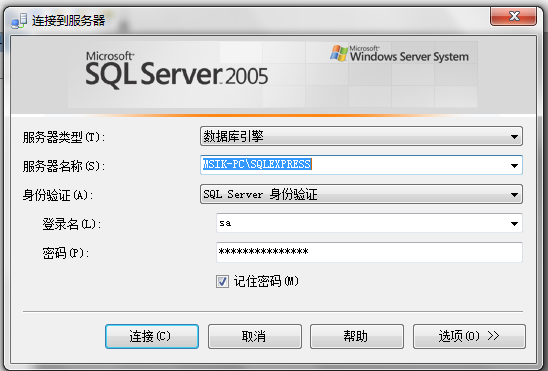 连接到服务器
Microsoft
SQL Server 2005
Microsoft
Windows Server System
服务器类型(T):
数据库引擎
服务器名称(S):
MSIK-PC\SQLEXPRESS
身份验证(A):
SQL Server 身份验证
登录名(L):
sa
密码(P):
***************
记住密码(M)
连接(C)
取消
帮助
选项(O) >>